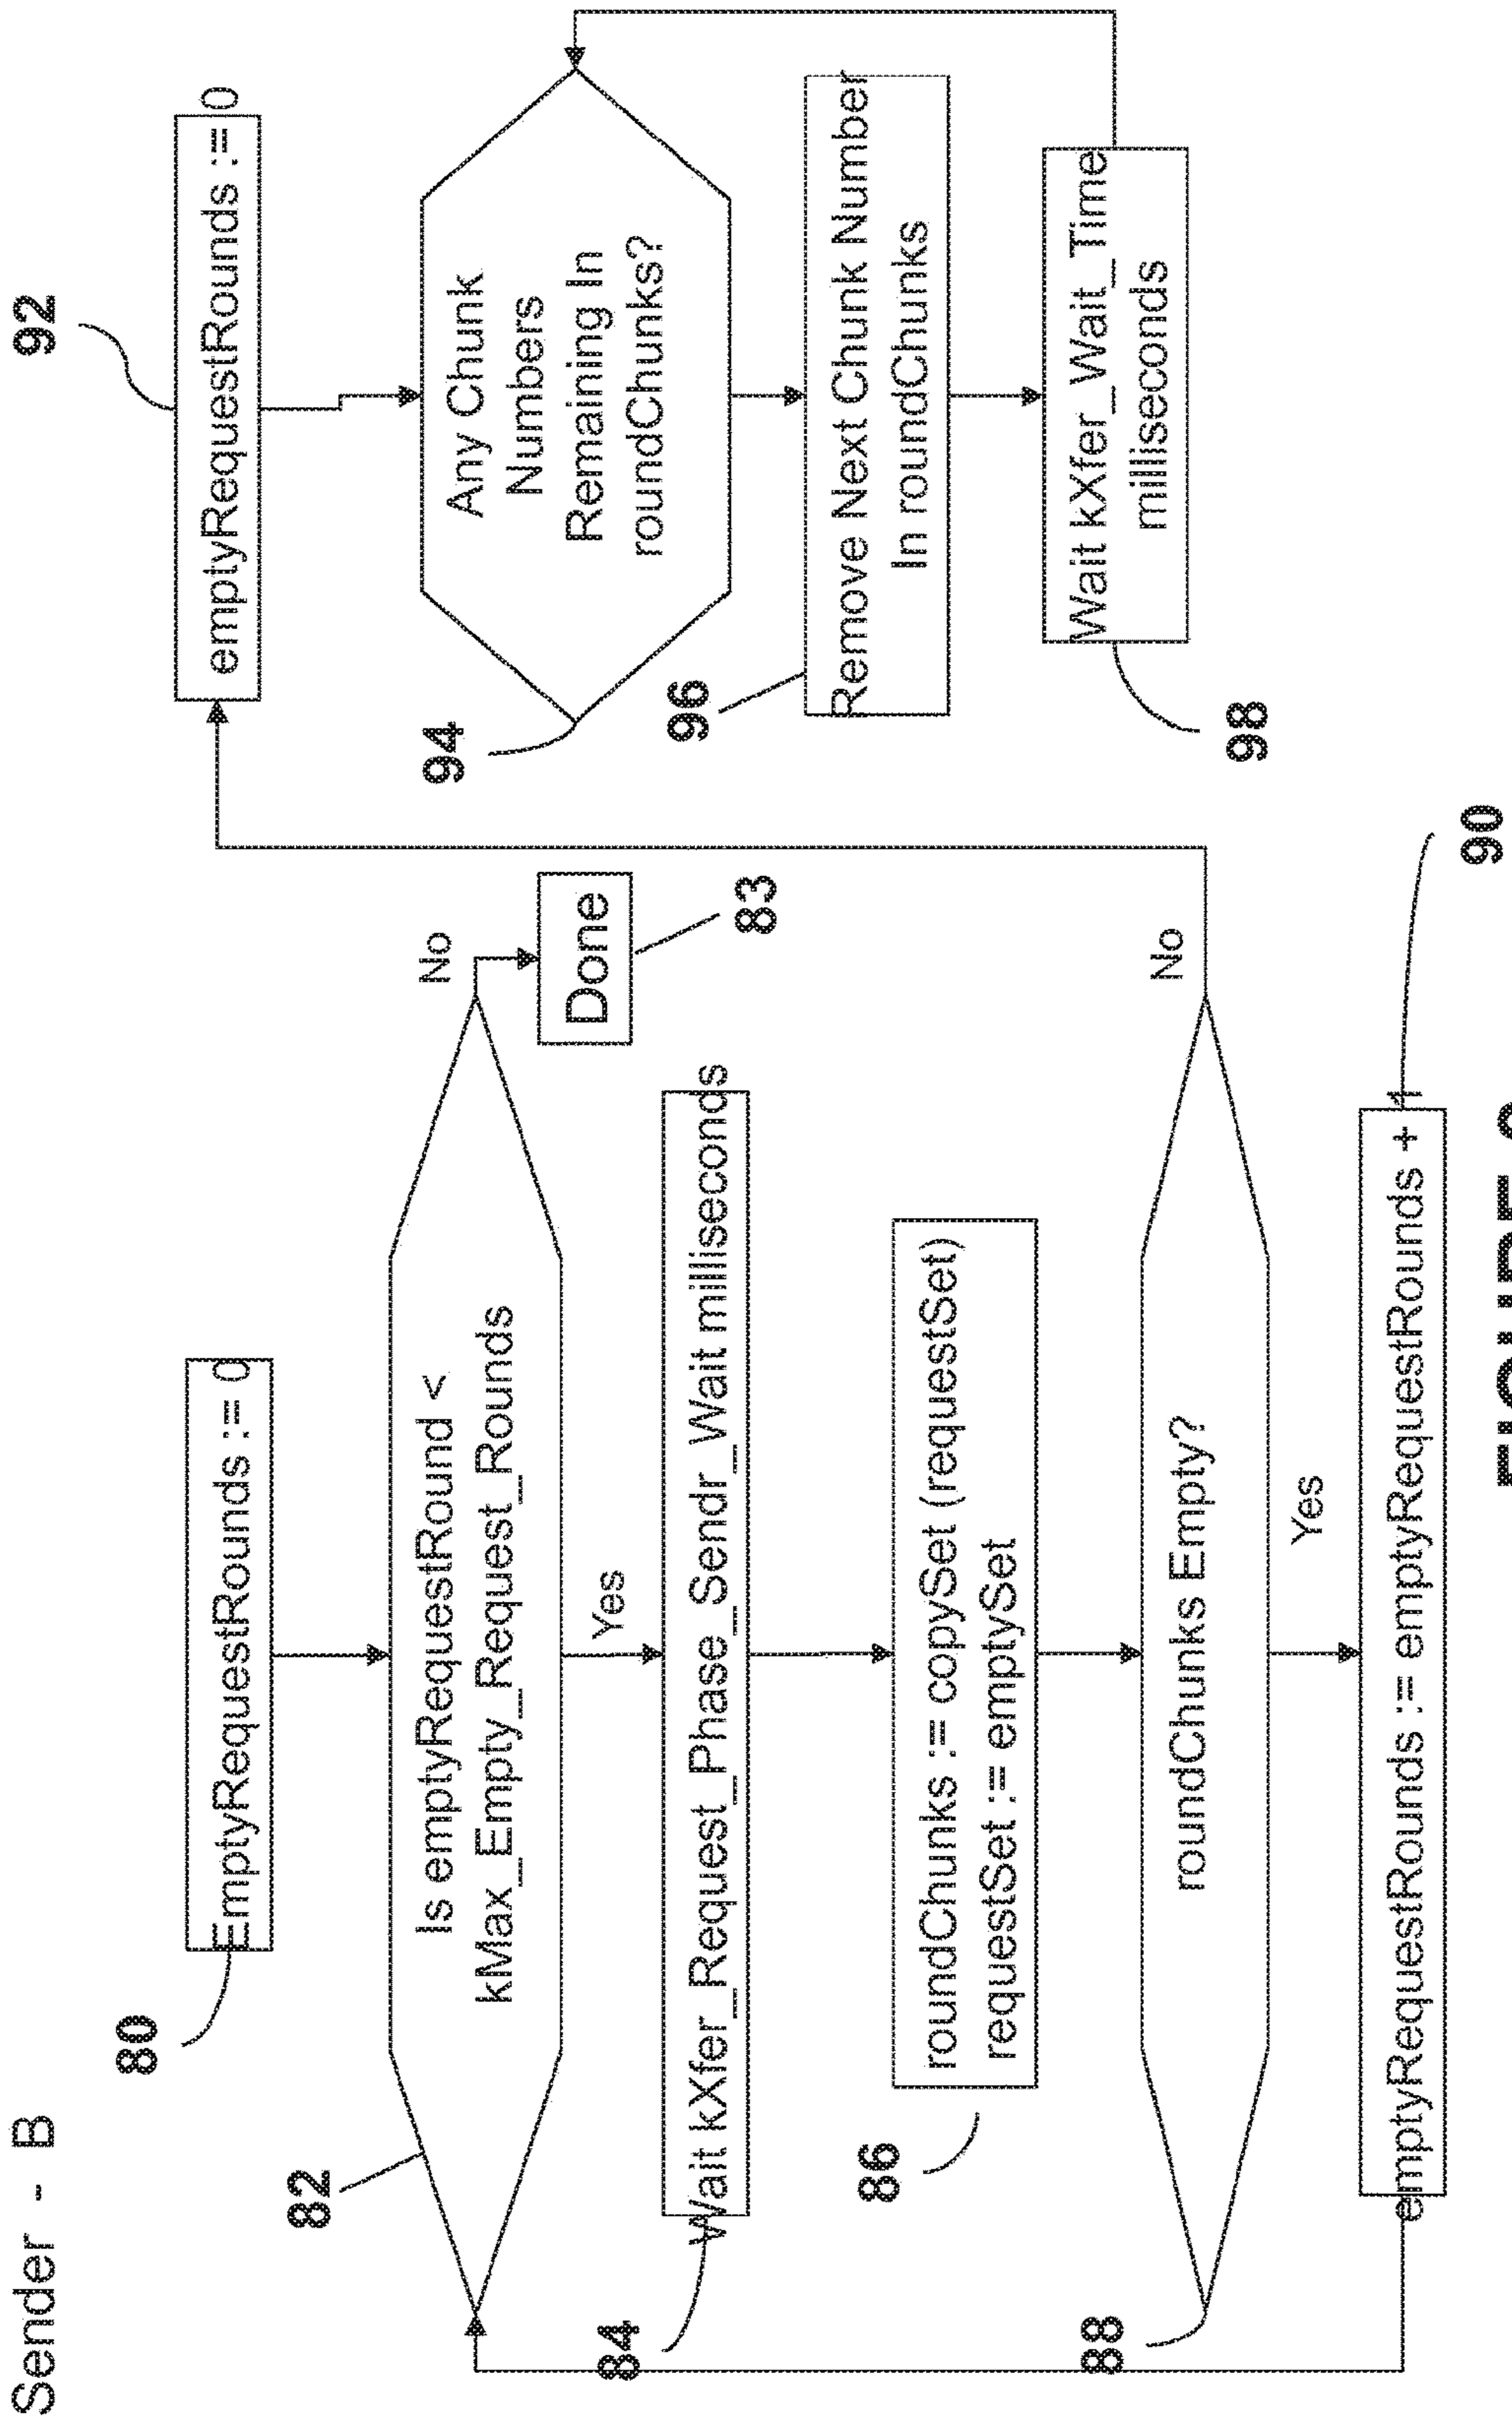 Sender - B
80
EmptyRequestRounds := 0
82
Is emptyRequestRound <
kMax_Empty_Request_Rounds
No
Done
83
Yes
84
Wait kXfer_Request_Phase_Sendr_Wait milliseconds
86
roundChunks := copySet (requestSet)
requestSet := emptySet
88
roundChunks Empty?
No
Yes
90
emptyRequestRounds := emptyRequestRounds + 1
92
emptyRequestRounds := 0
94
Any Chunk
Numbers
Remaining In
roundChunks?
96
Remove Next Chunk Number
In roundChunks
98
Wait kXfer_Wait_Time
milliseconds
FIGURE